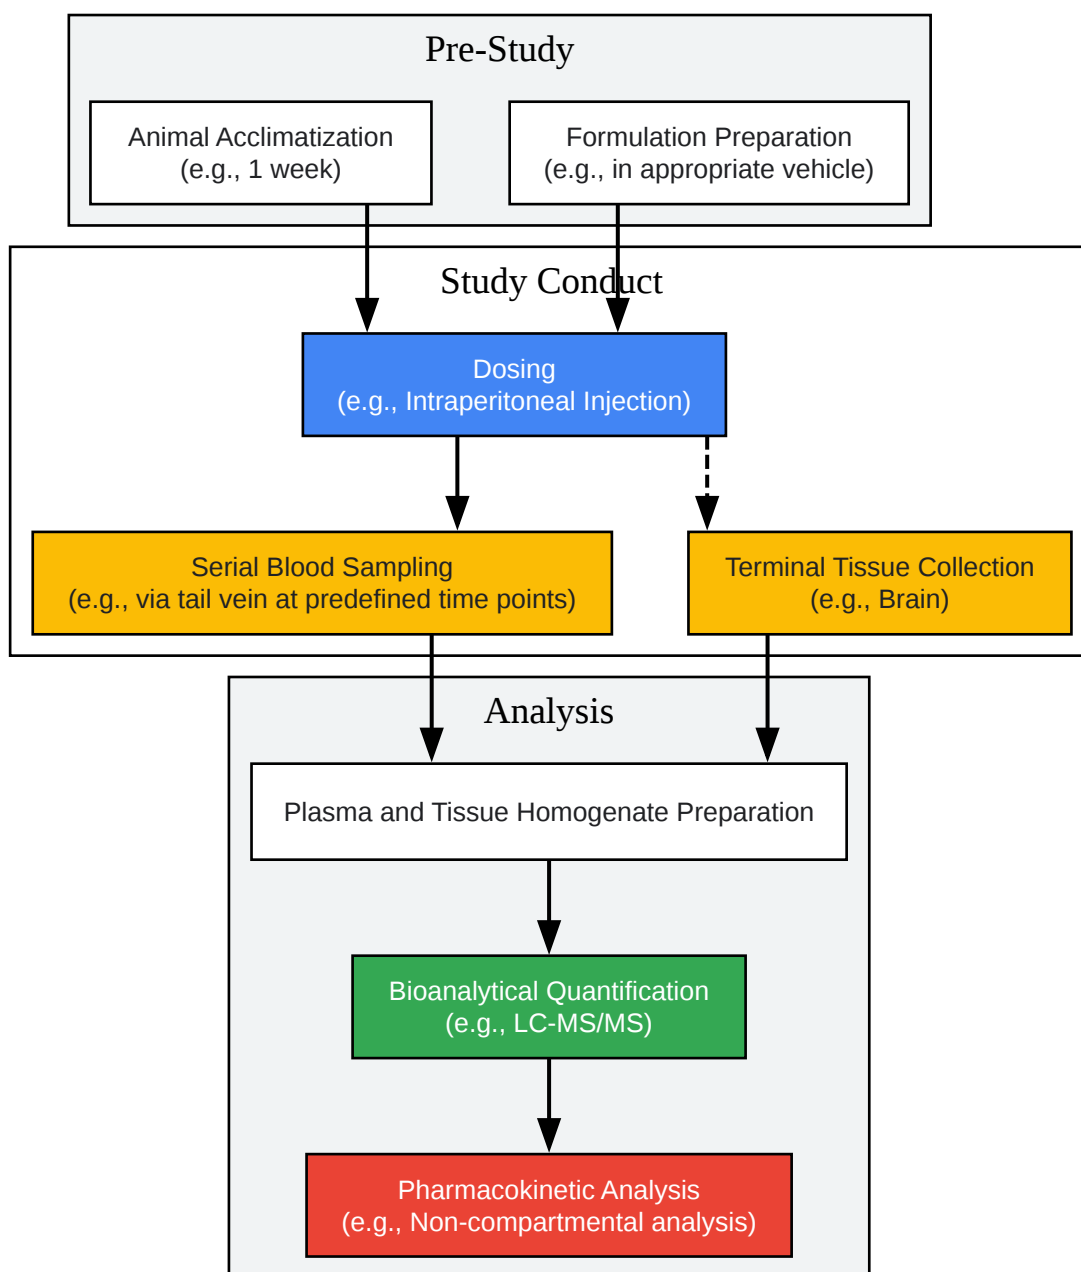 Pre-Study
Animal Acclimatization
(e.g., 1 week)
Formulation Preparation
(e.g., in appropriate vehicle)
Study Conduct
Dosing
(e.g., Intraperitoneal Injection)
Serial Blood Sampling
(e.g., via tail vein at predefined time points)
Terminal Tissue Collection
(e.g., Brain)
Analysis
Plasma and Tissue Homogenate Preparation
Bioanalytical Quantification
(e.g., LC-MS/MS)
Pharmacokinetic Analysis
(e.g., Non-compartmental analysis)